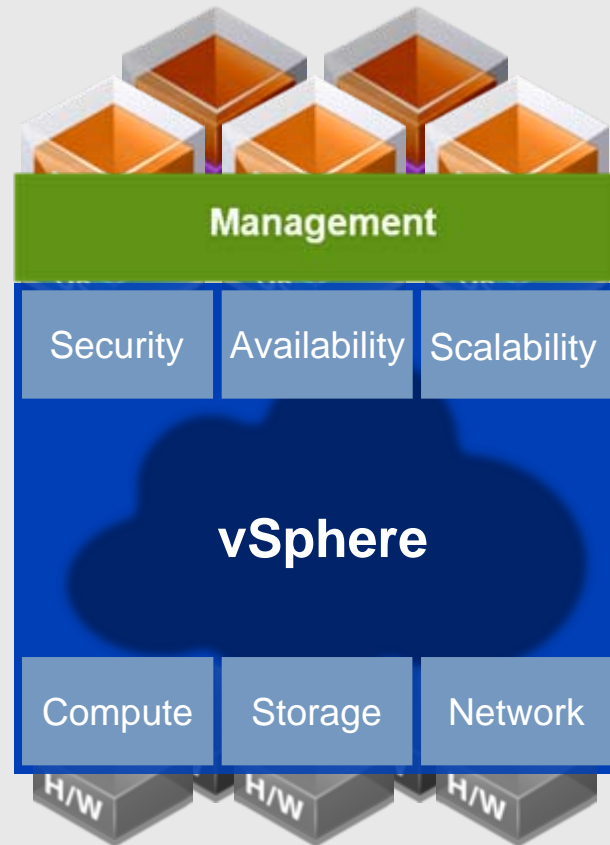 Management
Security
Availability
Scalability
vSphere
Compute
Storage
Network
H/W
H/W
H/W